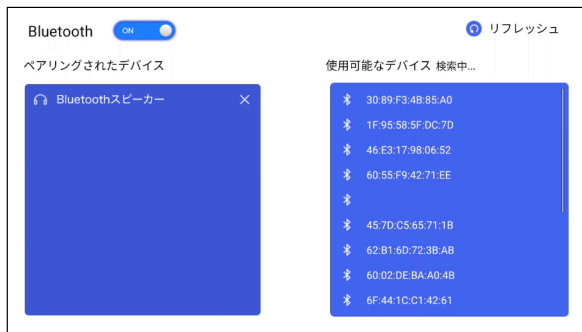 Bluetooth ON
リフレッシュ
ペアリングされたデバイス
Bluetoothスピーカー
使用可能なデバイス 検索中...
30:89:F3:4B:85:A0
1F:95:58:5F:DC:7D
46:E3:17:98:06:52
60:55:F9:42:71:EE
45:7D:C5:65:71:1B
62:B1:6D:72:3B:AB
60:02:DE:BA:A0:4B
6F:44:1C:C1:42:61